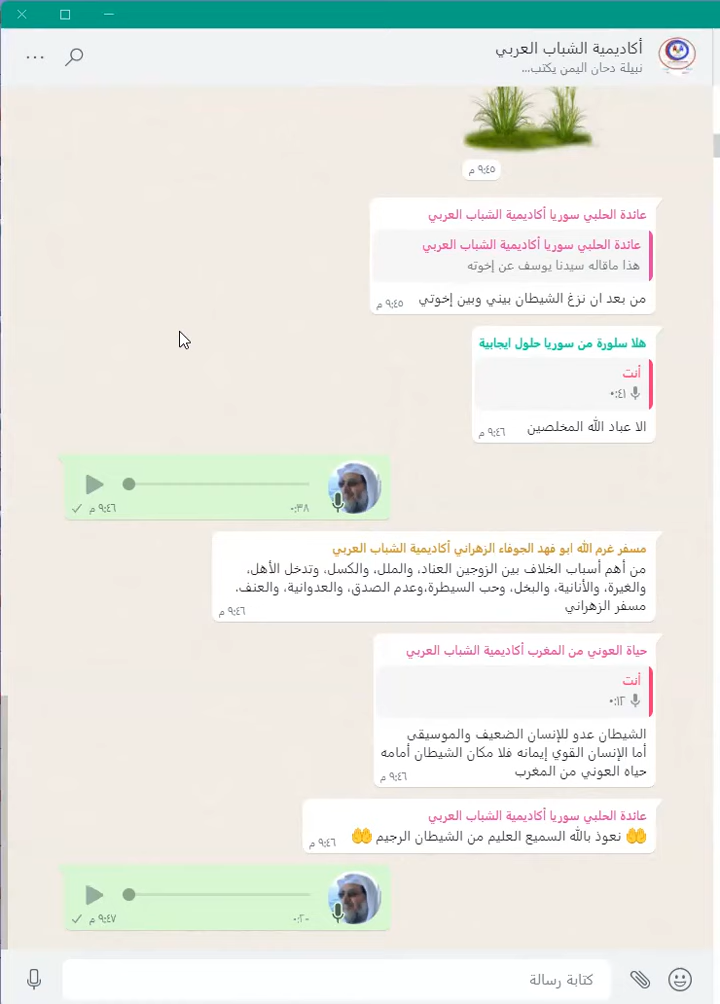 أكاديمية الشباب العربي
نبيلة دحان اليمن يكتب...
٩:٤٥ م
عائدة الحلبي سوريا أكاديمية الشباب العربي
عائدة الحلبي سوريا أكاديمية الشباب العربي
هذا ماقاله سيدنا يوسف عن إخوته
من بعد ان نزغ الشيطان بيني وبين إخوتي
٩:٤٥ م
هلا سلورة من سوريا حلول ايجابية
أنت
٠:٤١
الا عباد الله المخلصين
٩:٤٦ م
٠:٣٨
٩:٤٦ م
مسفر غرم الله ابو فهد الجوفاء الزهراني أكاديمية الشباب العربي
من أهم أسباب الخلاف بين الزوجين العناد، والملل، والكسل، وتدخل الأهل،
والغيرة، والأنانية، والبخل، وحب السيطرة،وعدم الصدق، والعدوانية، والعنف.
مسفر الزهراني
٩:٤٦ م
حياة العوني من المغرب أكاديمية الشباب العربي
أنت
٠:١٢
الشيطان عدو للإنسان الضعيف والموسيقى
أما الإنسان القوي إيمانه فلا مكان الشيطان أمامه
حياه العوني من المغرب
٩:٤٦ م
عائدة الحلبي سوريا أكاديمية الشباب العربي
🤲 نعوذ بالله السميع العليم من الشيطان الرجيم 🤲
٩:٤٦ م
٠:٢٠
٩:٤٧ م
كتابة رسالة